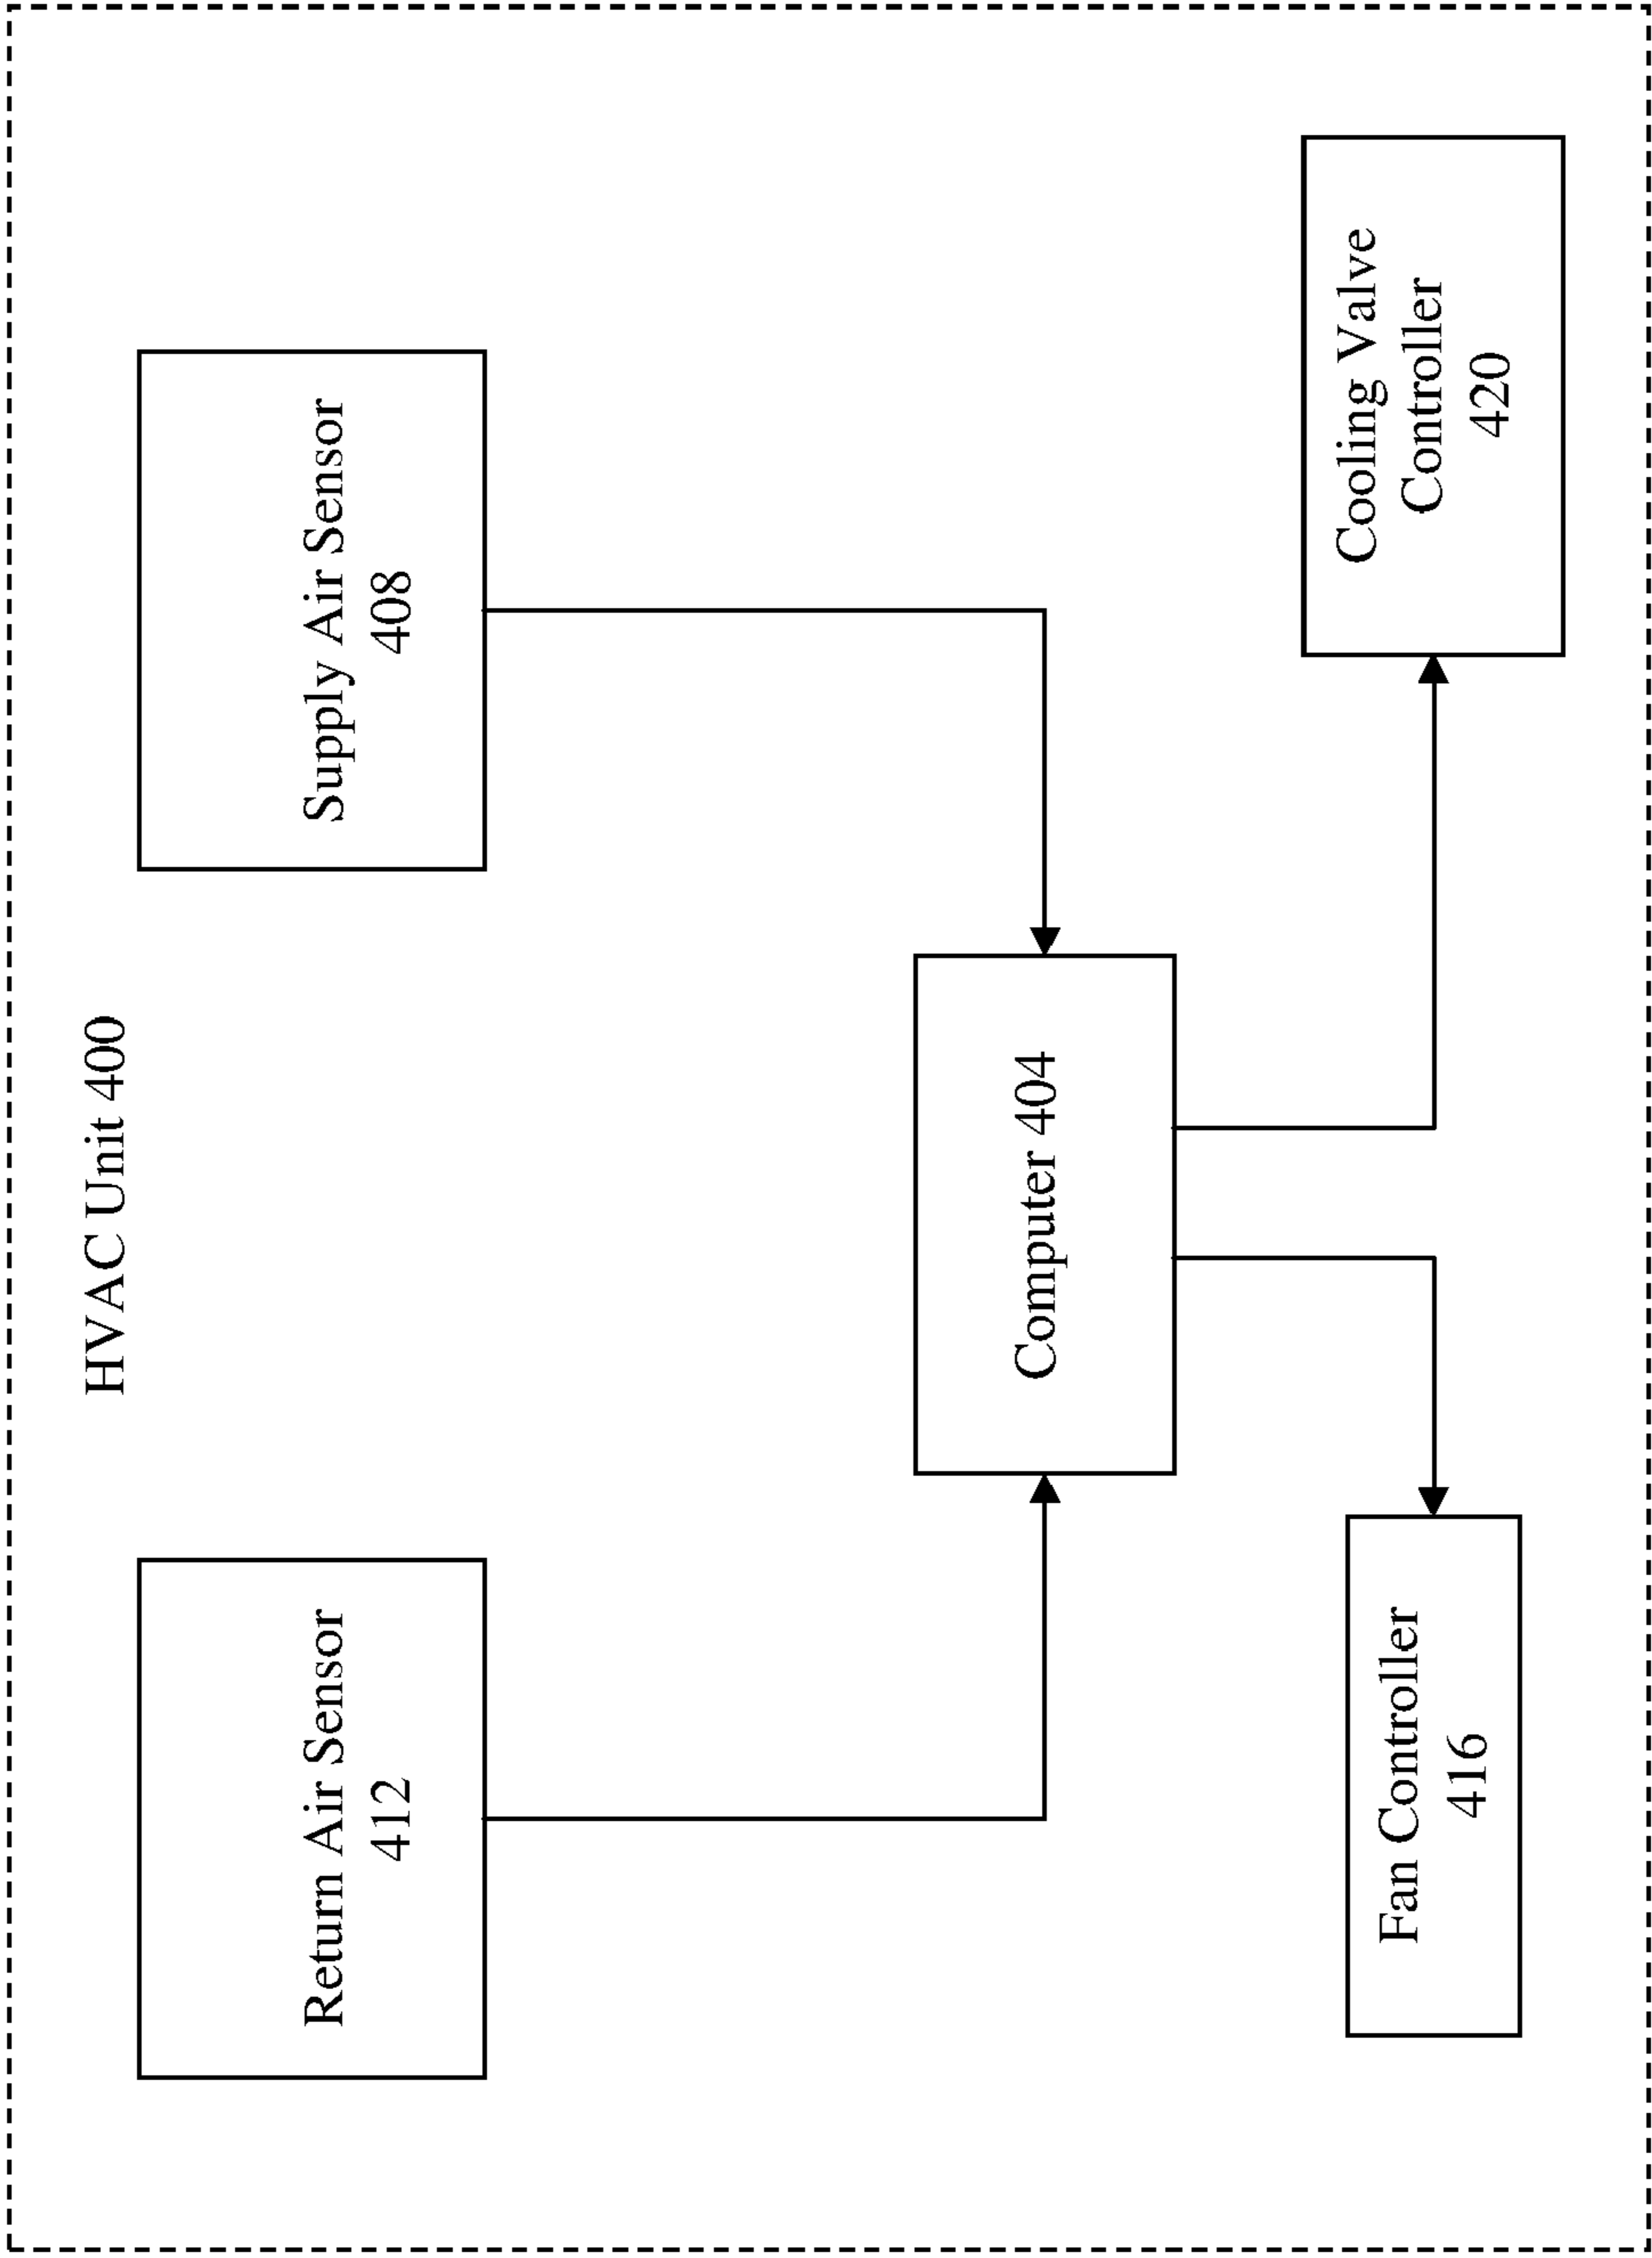 HVAC Unit 400
Return Air Sensor
412
Supply Air Sensor
408
Computer 404
Fan Controller
416
Cooling Valve
Controller
420